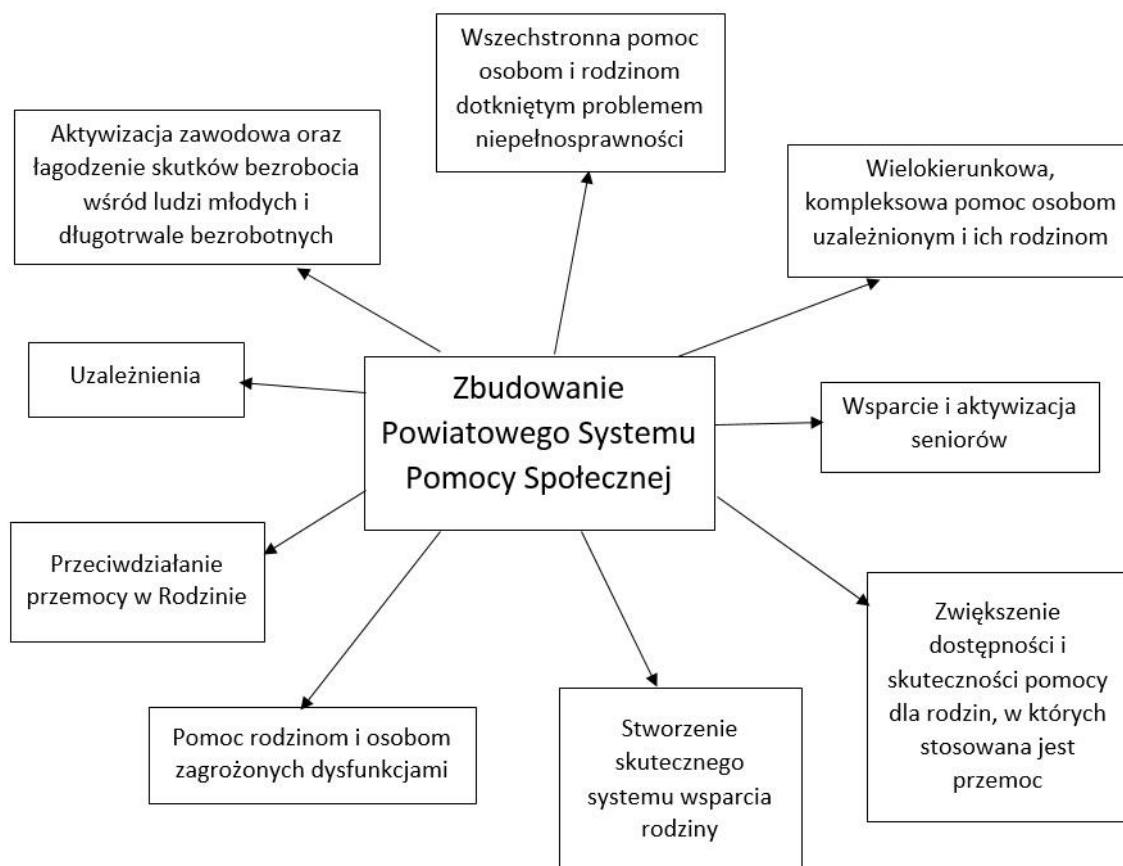 Wszechstronna pomoc
osobom i rodzinom
dotkniętym problemem
niepełnosprawności
Aktywizacja zawodowa oraz
łagodzenie skutków bezrobocia
wśród ludzi młodych i
długotrwale bezrobotnych
Wielokierunkowa,
kompleksowa pomoc osobom
uzależnionym i ich rodzinom
Uzależnienia
Zbudowanie
Powiatowego Systemu
Pomocy Społecznej
Wsparcie i aktywizacja
seniorów
Przeciwdziałanie
przemocy w Rodzinie
Zwiększenie
dostępności i
skuteczności pomocy
dla rodzin, w których
stosowana jest
przemoc
Pomoc rodzinom i osobom
zagrożonych dysfunkcjami
Stworzenie
skutecznego
systemu wsparcia
rodziny